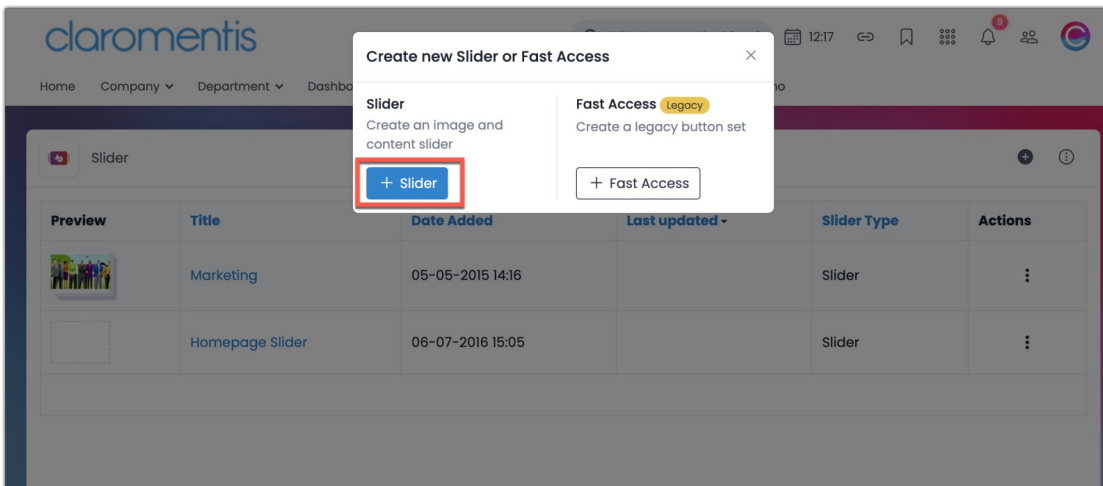 claromentis
12:17
9
Home Company Department Dashbo
Create new Slider or Fast Access
Slider
Create an image and
content slider
+ Slider
Fast Access Legacy
Create a legacy button set
+ Fast Access
Slider
Preview Title Date Added Last updated Slider Type Actions
Marketing 05-05-2015 14:16 Slider
Homepage Slider 06-07-2016 15:05 Slider